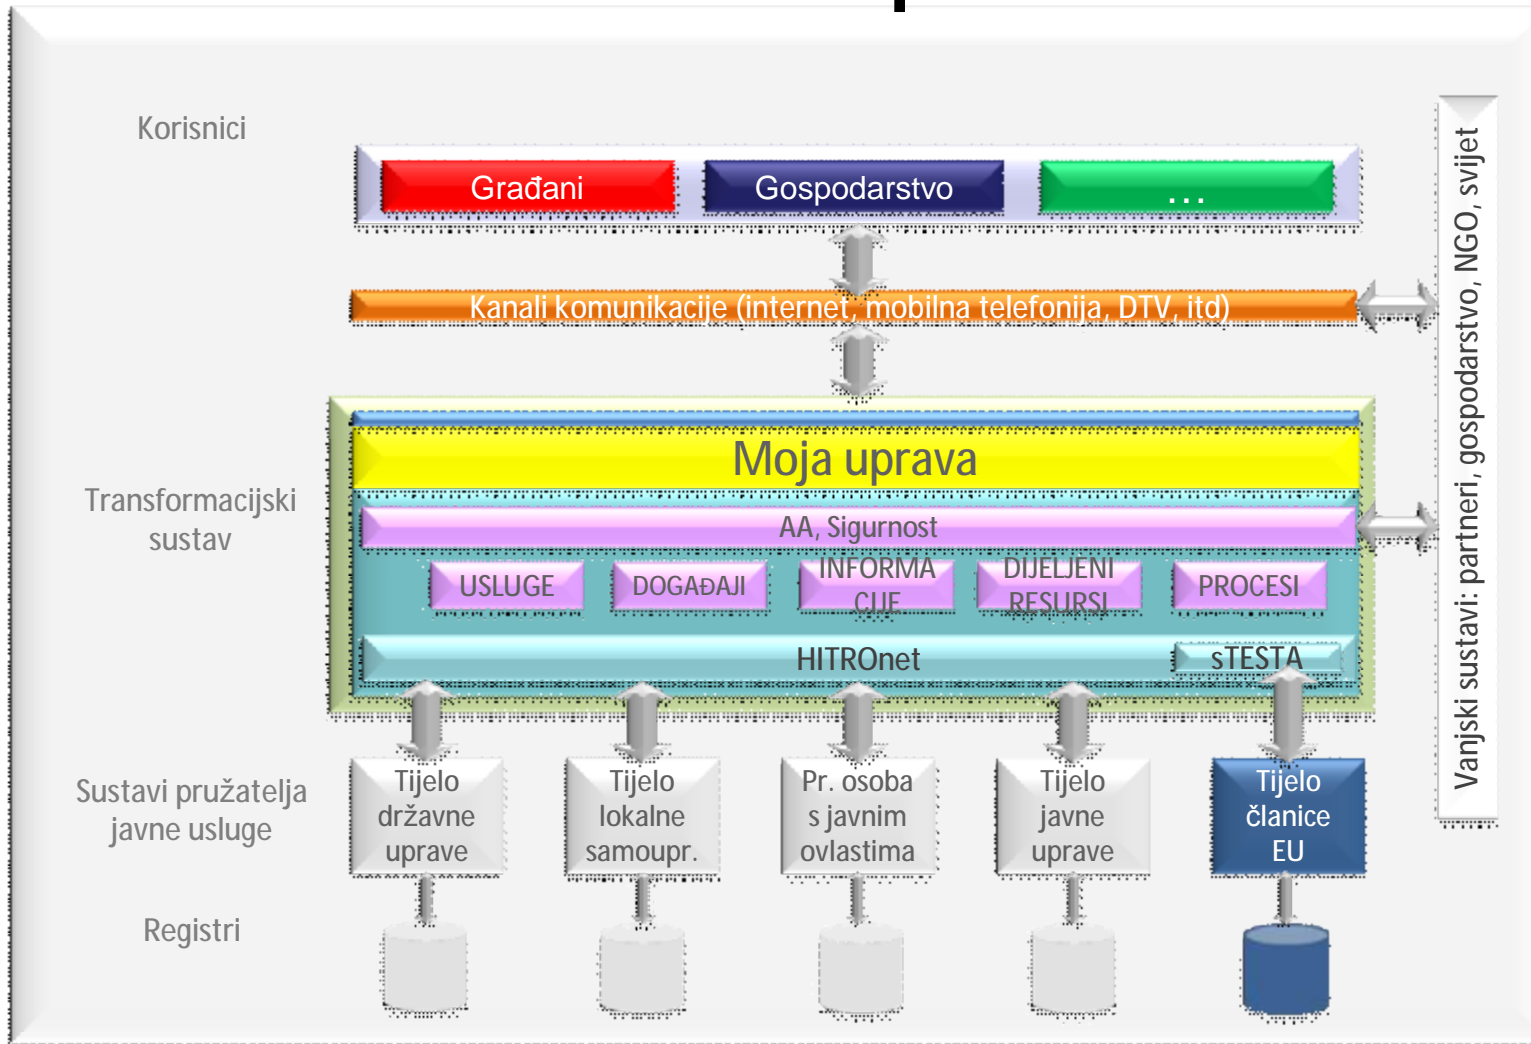 Korisnici
Građani
Gospodarstvo
...
Kanali komunikacije (internet, mobilna telefonija, DTV, itd)
Vanjski sustavi: partneri, gospodarstvo, NGO, svijet
Transformacijski
sustav
Moja uprava
AA, Sigurnost
USLUGE
DOGAĐAJI
INFORMA
CIJE
DIJELJENI
RESURSI
PROCESI
HITROnet
sTESTA
Sustavi pružatelja
javne usluge
Tijelo
državne
uprave
Tijelo
lokalne
samoupr.
Pr. osoba
s javnim
ovlastima
Tijelo
javne
uprave
Tijelo
članice
EU
Registri